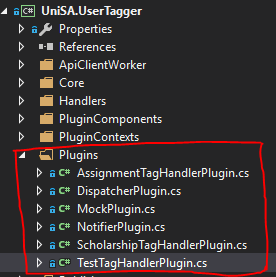 C# UniSA.UserTagger
Properties
References
ApiClientWorker
Core
Handlers
PluginComponents
PluginContexts
Plugins
C# AssignmentTagHandlerPlugin.cs
C# DispatcherPlugin.cs
C# MockPlugin.cs
C# NotifierPlugin.cs
C# ScholarshipTagHandlerPlugin.cs
C# TestTagHandlerPlugin.cs